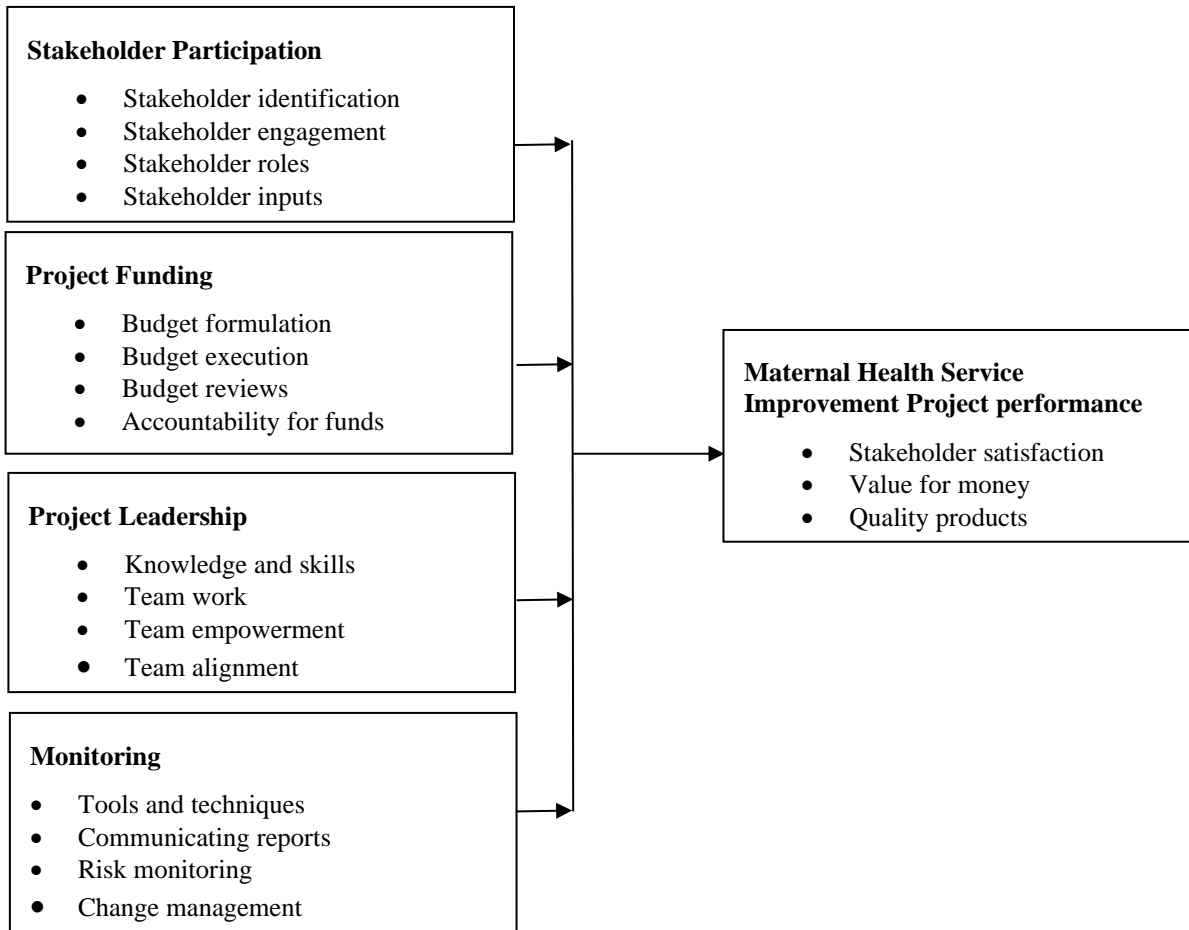 Stakeholder Participation
• Stakeholder identification
• Stakeholder engagement
• Stakeholder roles
• Stakeholder inputs
Project Funding
• Budget formulation
• Budget execution
• Budget reviews
• Accountability for funds
Project Leadership
• Knowledge and skills
• Team work
• Team empowerment
• Team alignment
Monitoring
• Tools and techniques
• Communicating reports
• Risk monitoring
• Change management
Maternal Health Service
Improvement Project performance
• Stakeholder satisfaction
• Value for money
• Quality products